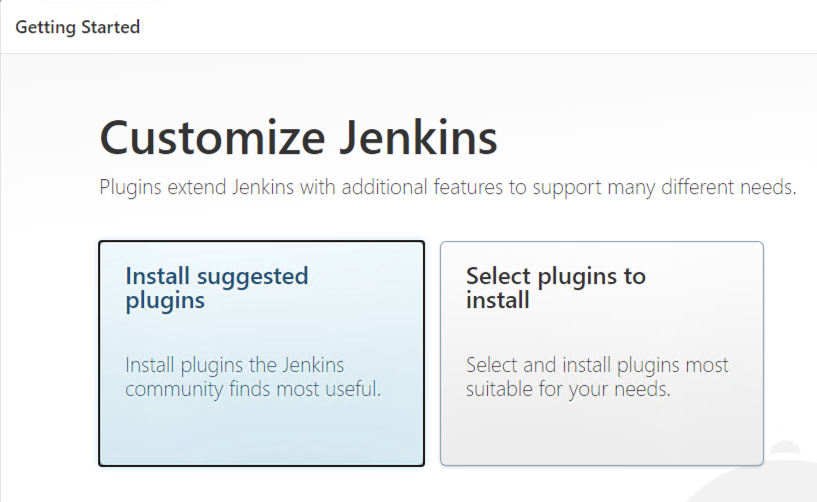 Getting Started
Customize Jenkins
Plugins extend Jenkins with additional features to support many different needs.
Install suggested
plugins
Install plugins the Jenkins
community finds most useful.
Select plugins to
install
Select and install plugins most
suitable for your needs.